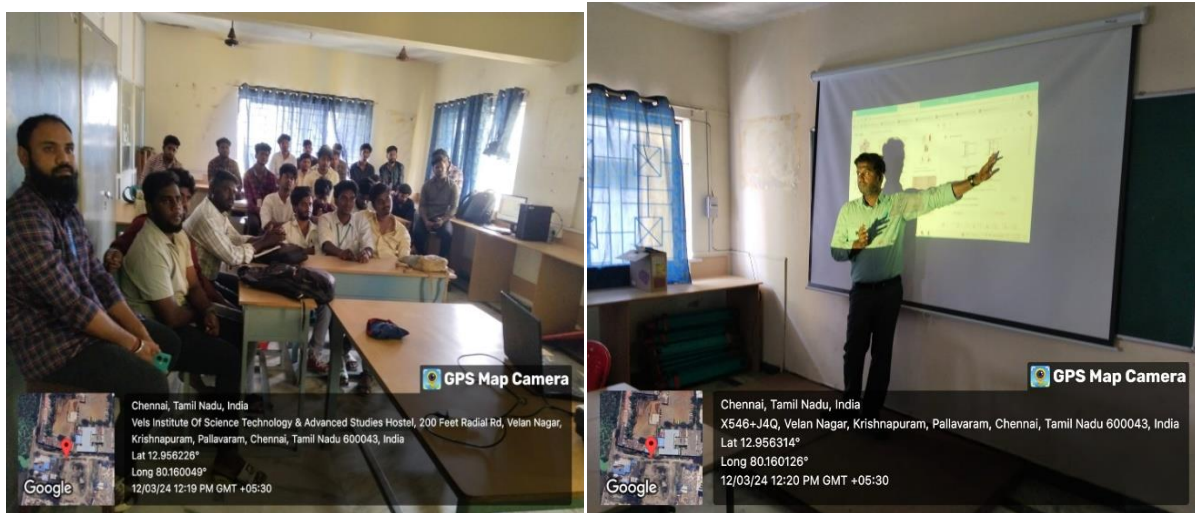 GPS Map Camera
Chennai, Tamil Nadu, India
Vels Institute Of Science Technology & Advanced Studies Hostel, 200 Feet Radial Rd, Velan Nagar,
Krishnapuram, Pallavaram, Chennai, Tamil Nadu 600043, India
Lat 12.956226°
Long 80.160049°
12/03/24 12:19 PM GMT +05:30
Google
GPS Map Camera
Chennai, Tamil Nadu, India
X546+J4Q, Velan Nagar, Krishnapuram, Pallavaram, Chennai, Tamil Nadu 600043, India
Lat 12.956314°
Long 80.160126°
12/03/24 12:20 PM GMT +05:30
Google